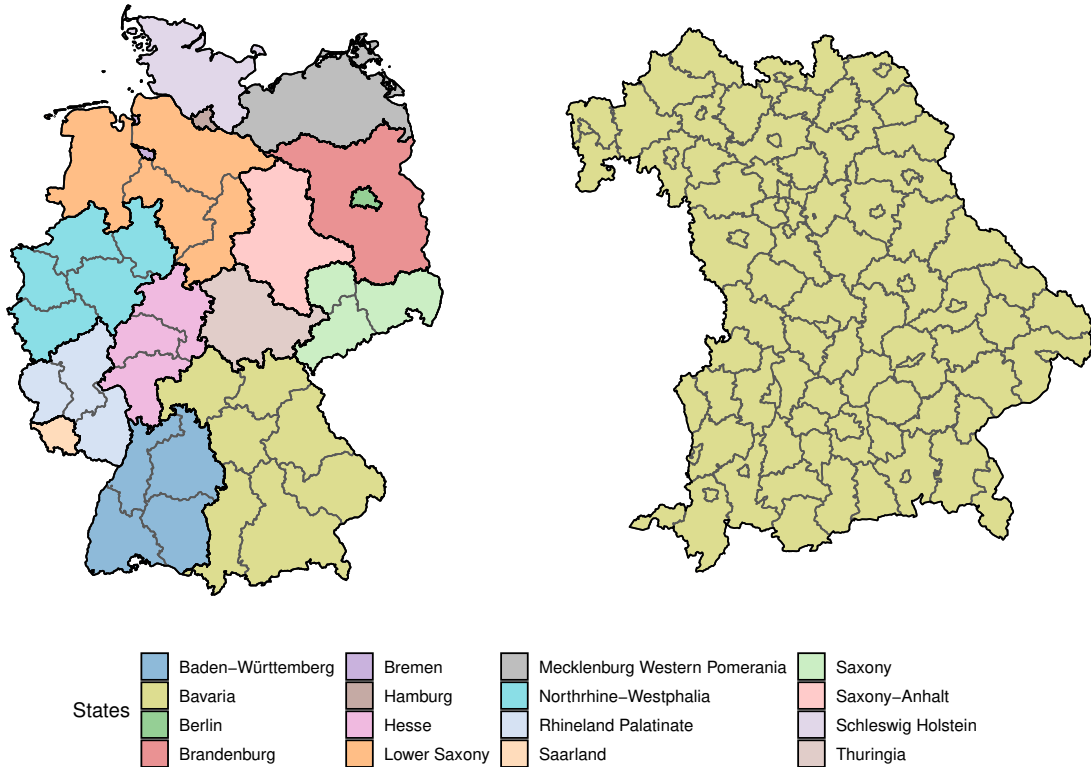 States
Baden−Württemberg
Bavaria
Berlin
Brandenburg
Bremen
Hamburg
Hesse
Lower Saxony
Mecklenburg Western Pomerania
Northrhine−Westphalia
Rhineland Palatinate
Saarland
Saxony
Saxony−Anhalt
Schleswig Holstein
Thuringia